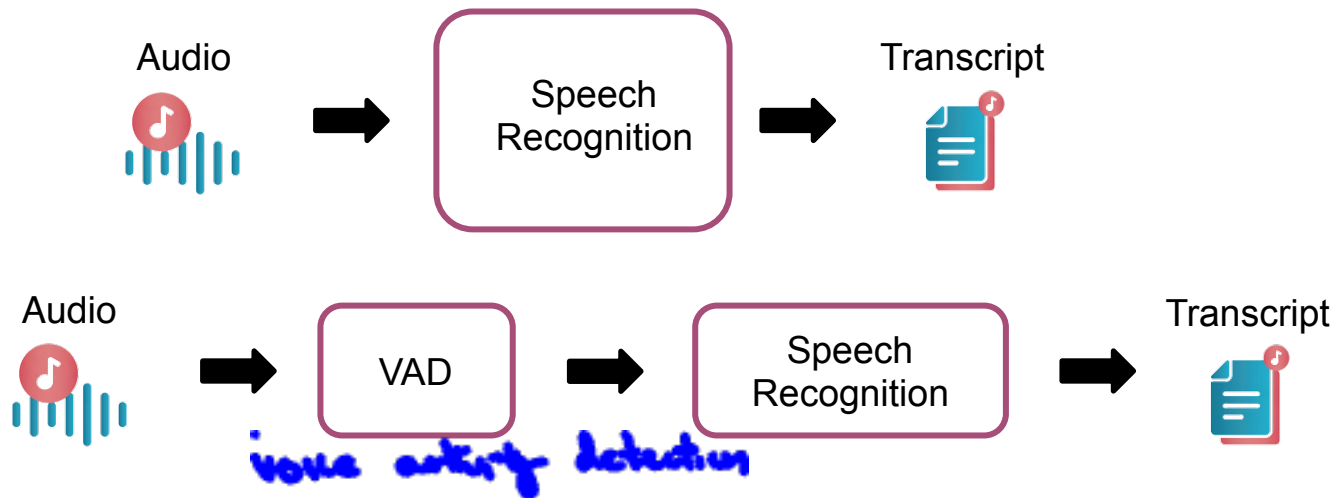 Audio
Speech
Recognition
Transcript
Audio
VAD
Speech
Recognition
Transcript
voice activity detection